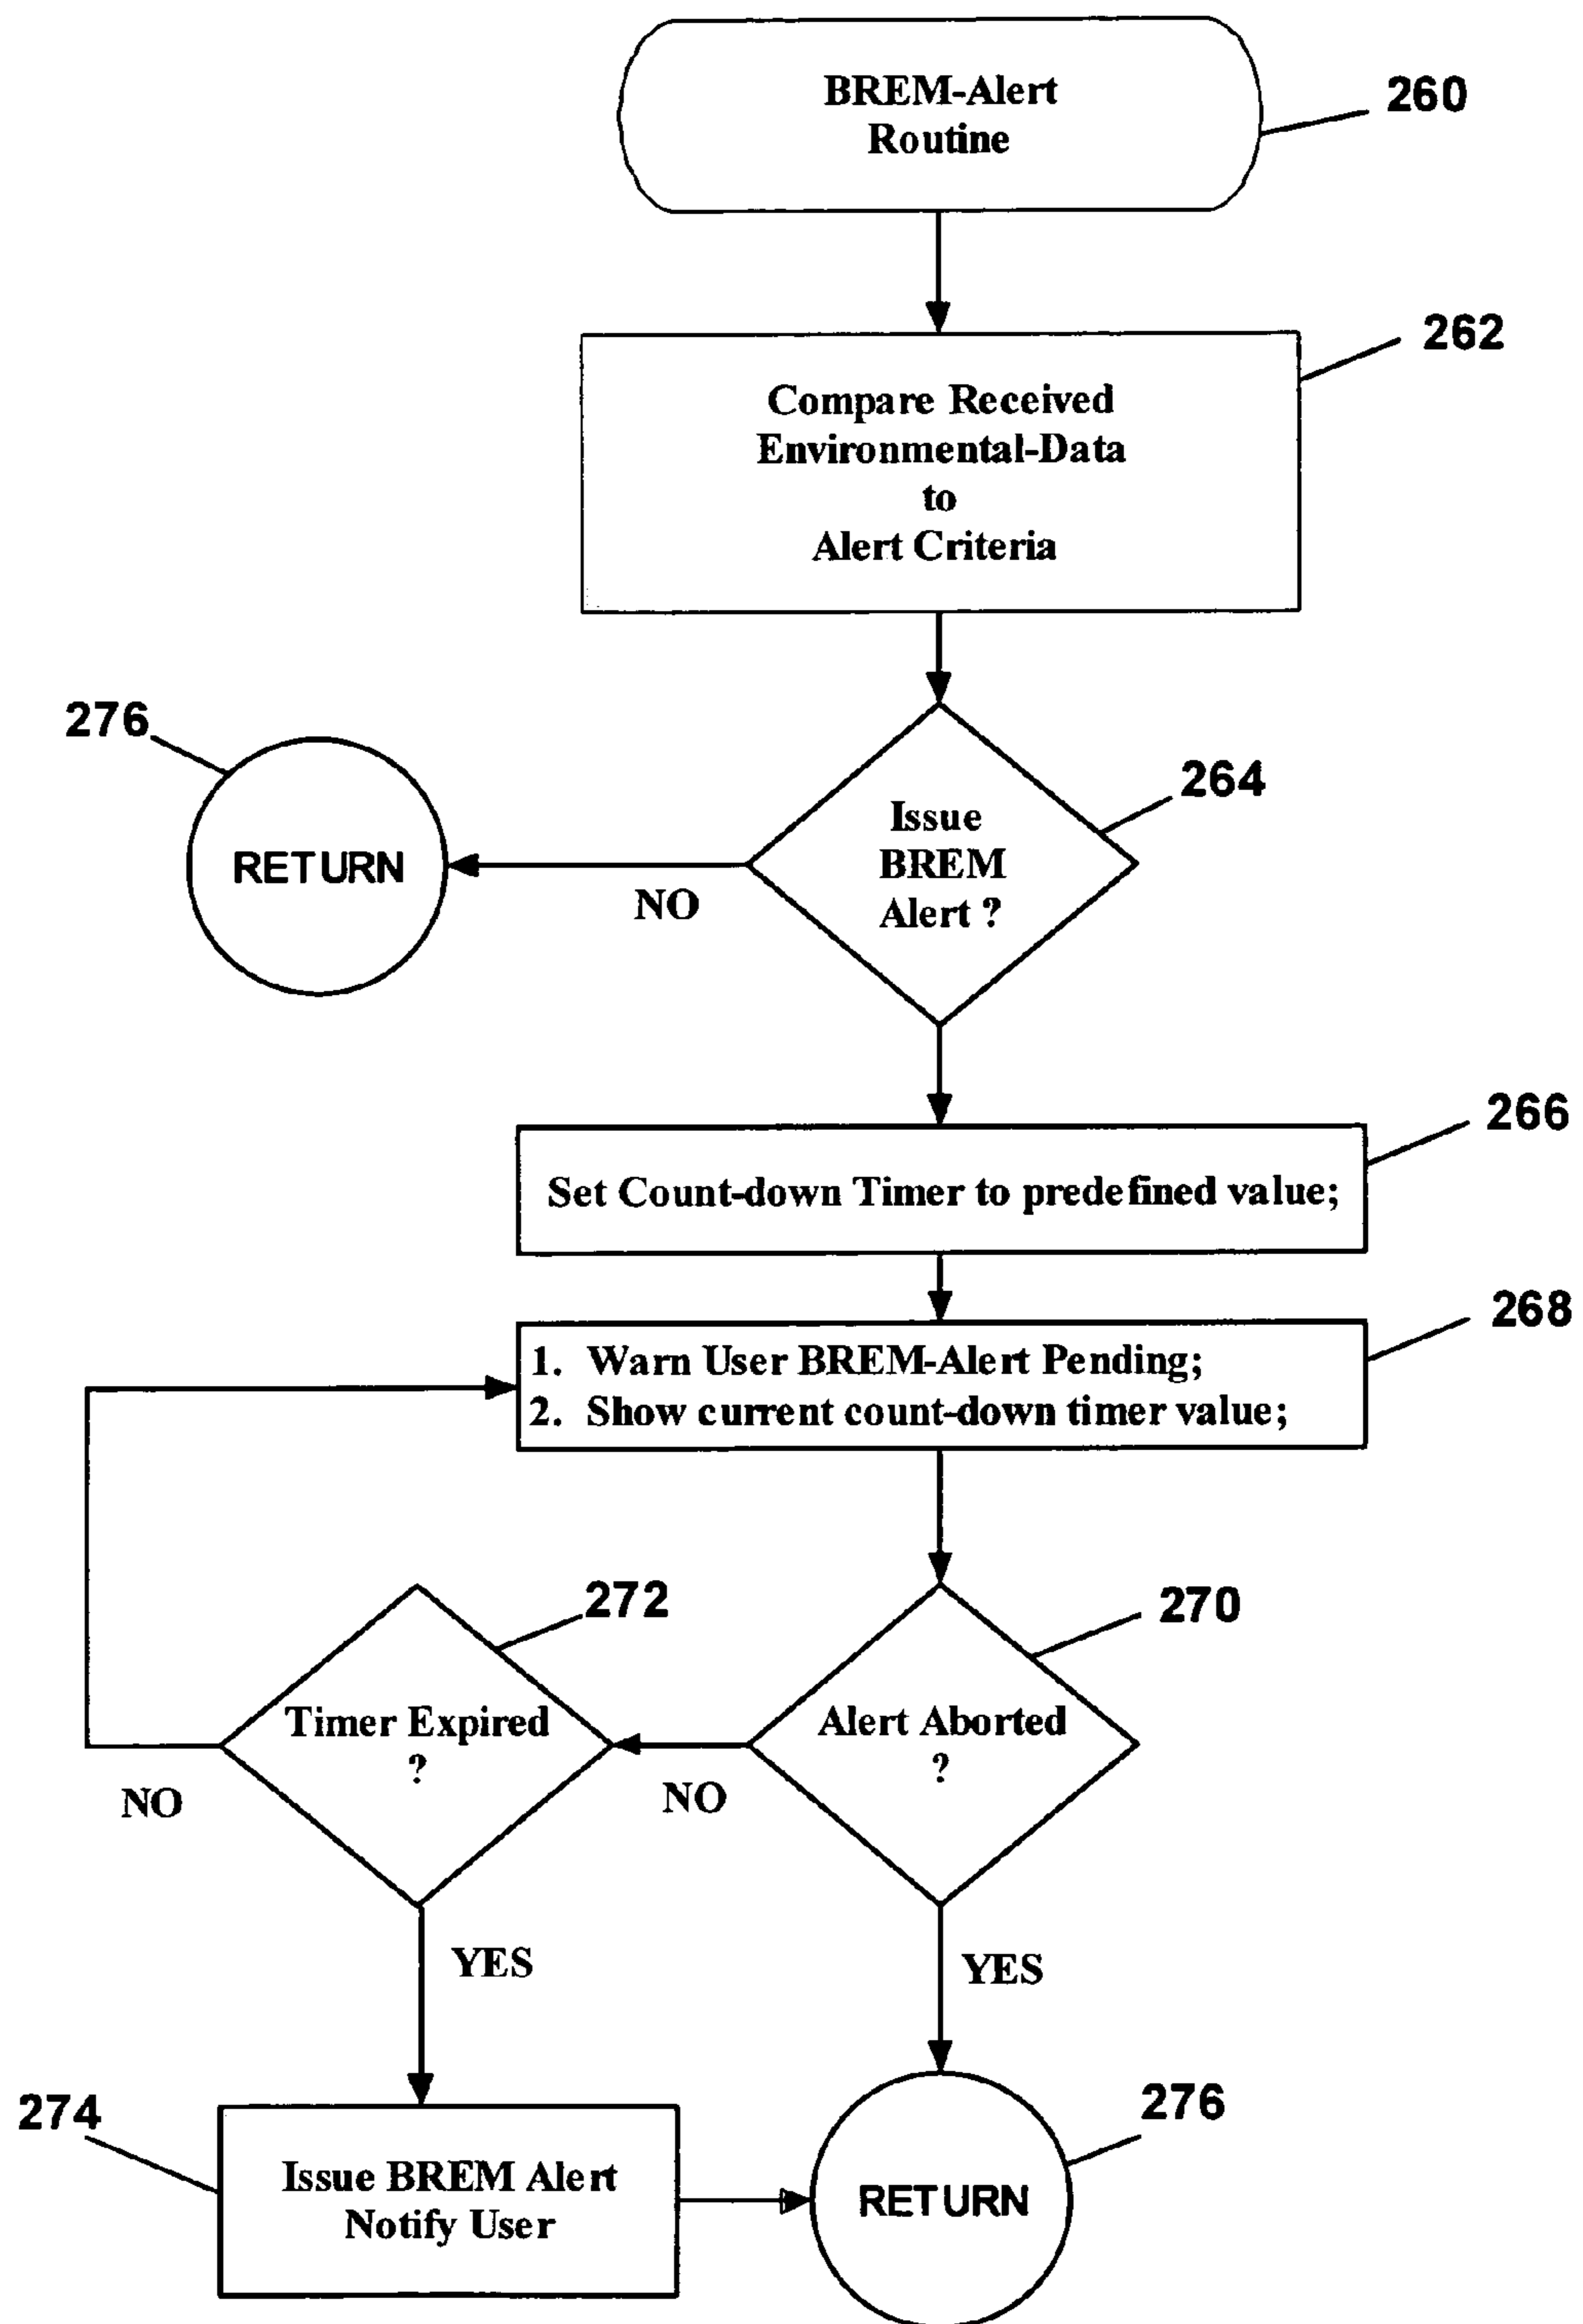 BREM-Alert
Routine
260
262
Compare Received
Environmental-Data
to
Alert Criteria
276
RETURN
NO
264
Issue
BREM
Alert ?
266
Set Count-down Timer to predefined value;
268
1. Warn User BREM-Alert Pending;
2. Show current count-down timer value;
272
Timer Expired
?
NO
270
Alert Aborted
?
NO
YES
YES
274
Issue BREM Alert
Notify User
276
RETURN